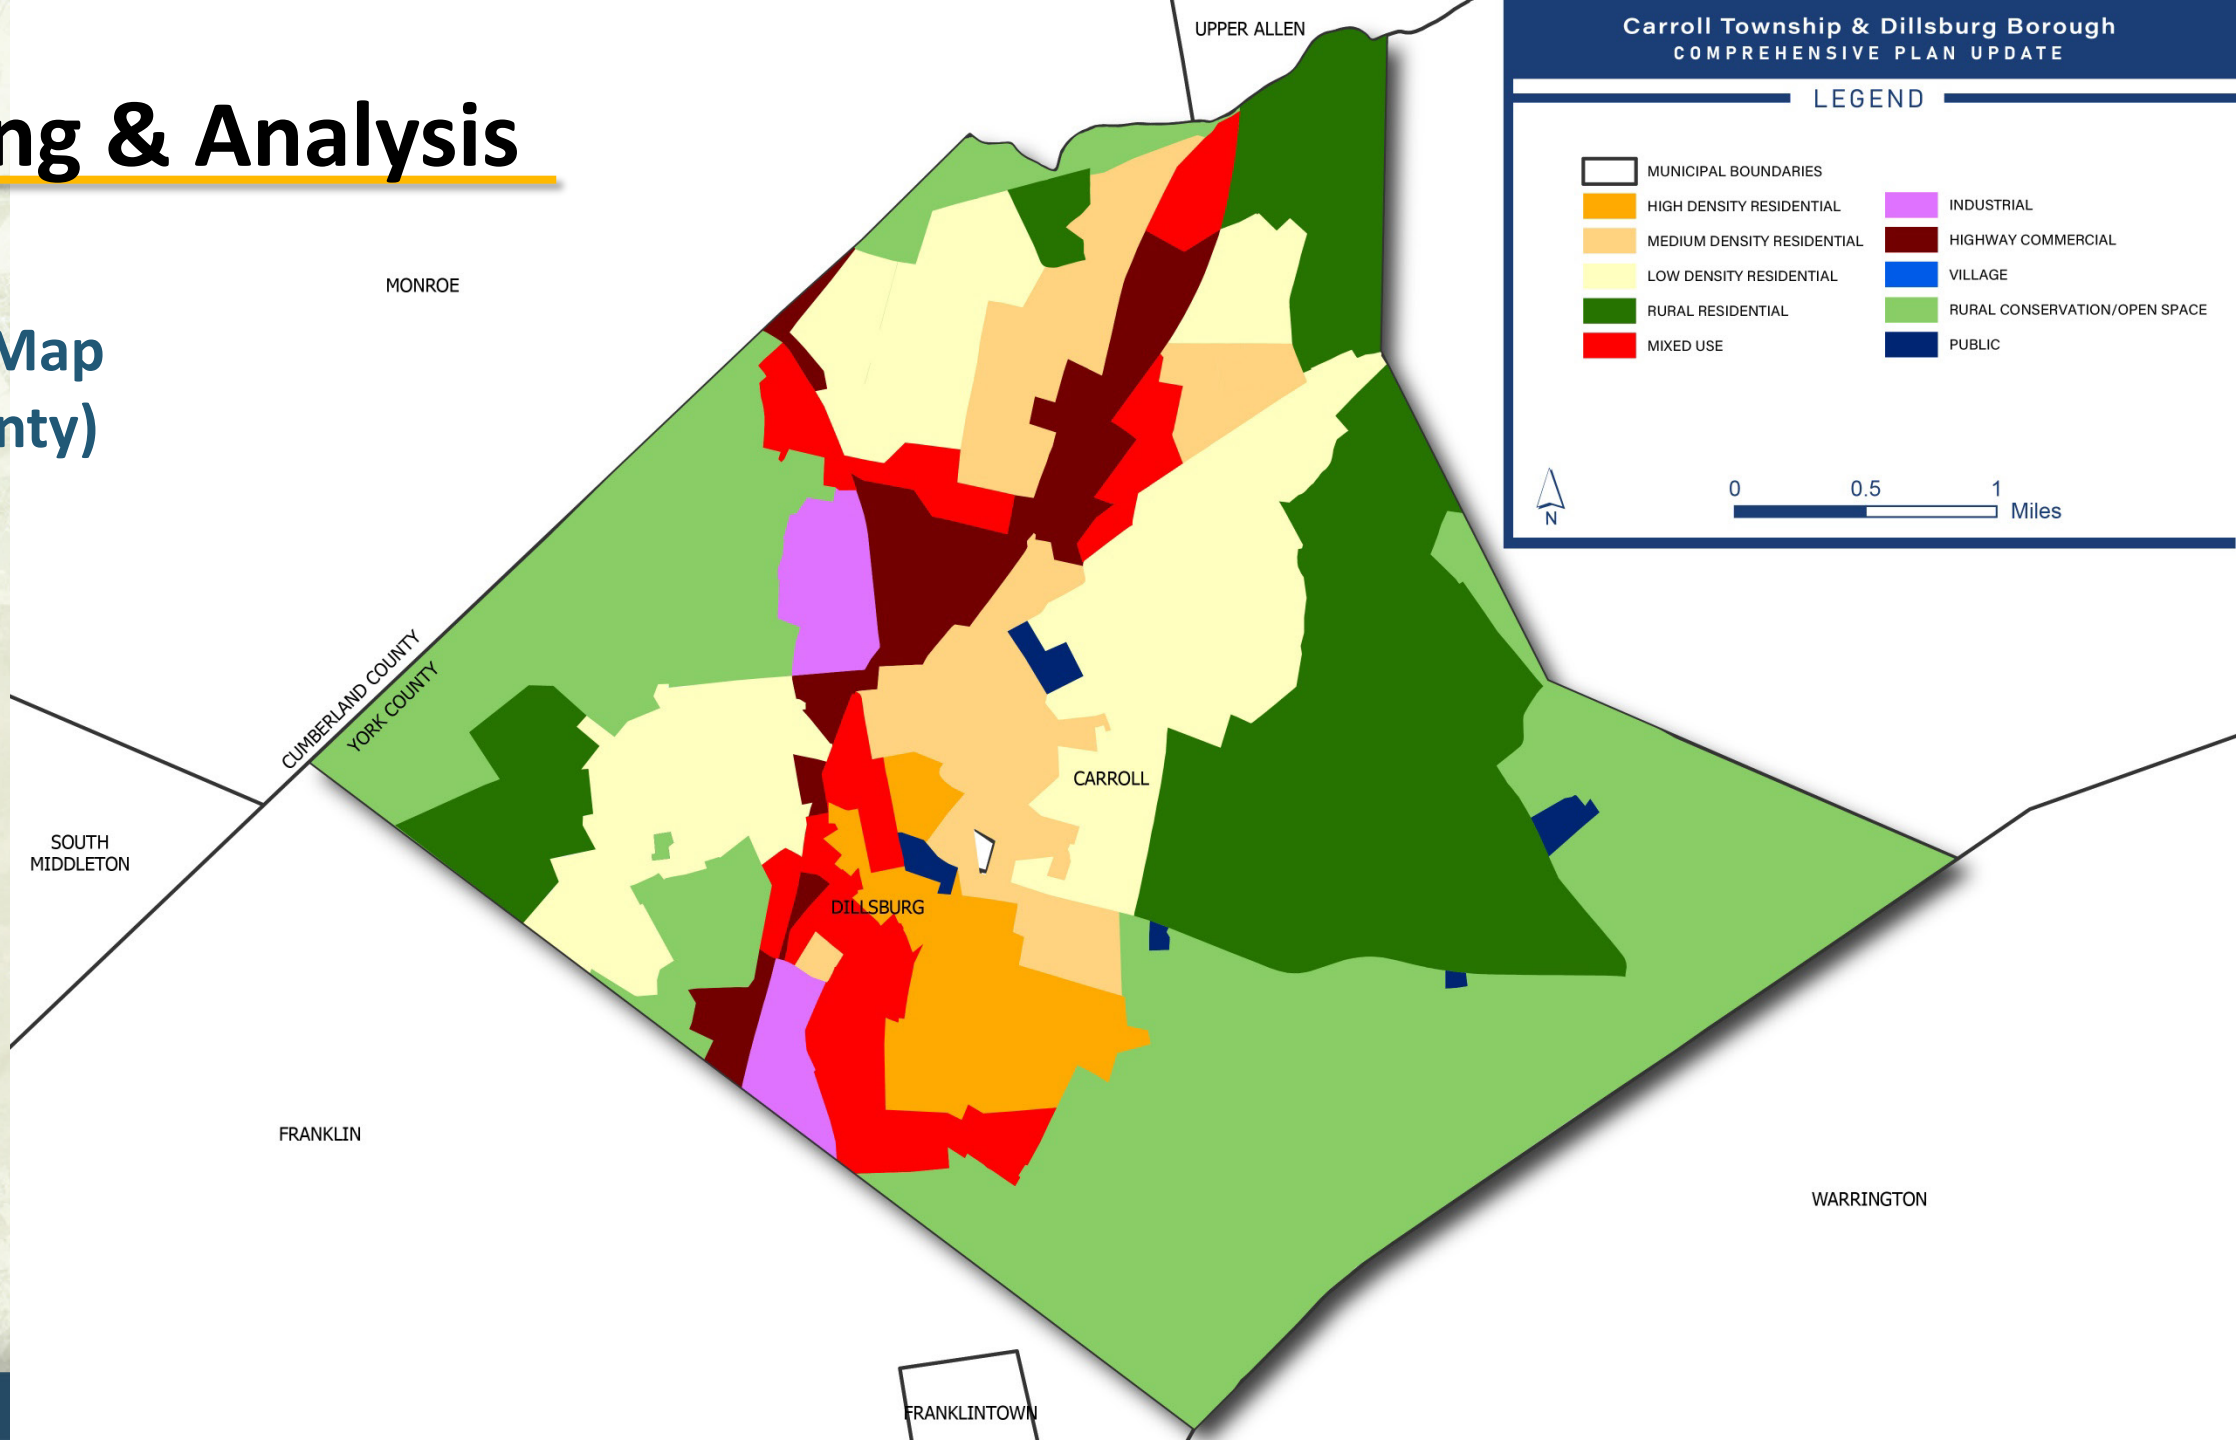 ng & Analysis
Map
nty)
UPPER ALLEN
MONROE
CUMBERLAND COUNTY
YORK COUNTY
SOUTH
MIDDLETON
CARROLL
DILLSBURG
FRANKLIN
WARRINGTON
FRANKLINTOWN
Carroll Township & Dillsburg Borough
COMPREHENSIVE PLAN UPDATE
LEGEND
MUNICIPAL BOUNDARIES
HIGH DENSITY RESIDENTIAL
MEDIUM DENSITY RESIDENTIAL
LOW DENSITY RESIDENTIAL
RURAL RESIDENTIAL
MIXED USE
INDUSTRIAL
HIGHWAY COMMERCIAL
VILLAGE
RURAL CONSERVATION/OPEN SPACE
PUBLIC
N
0 0.5 1
Miles